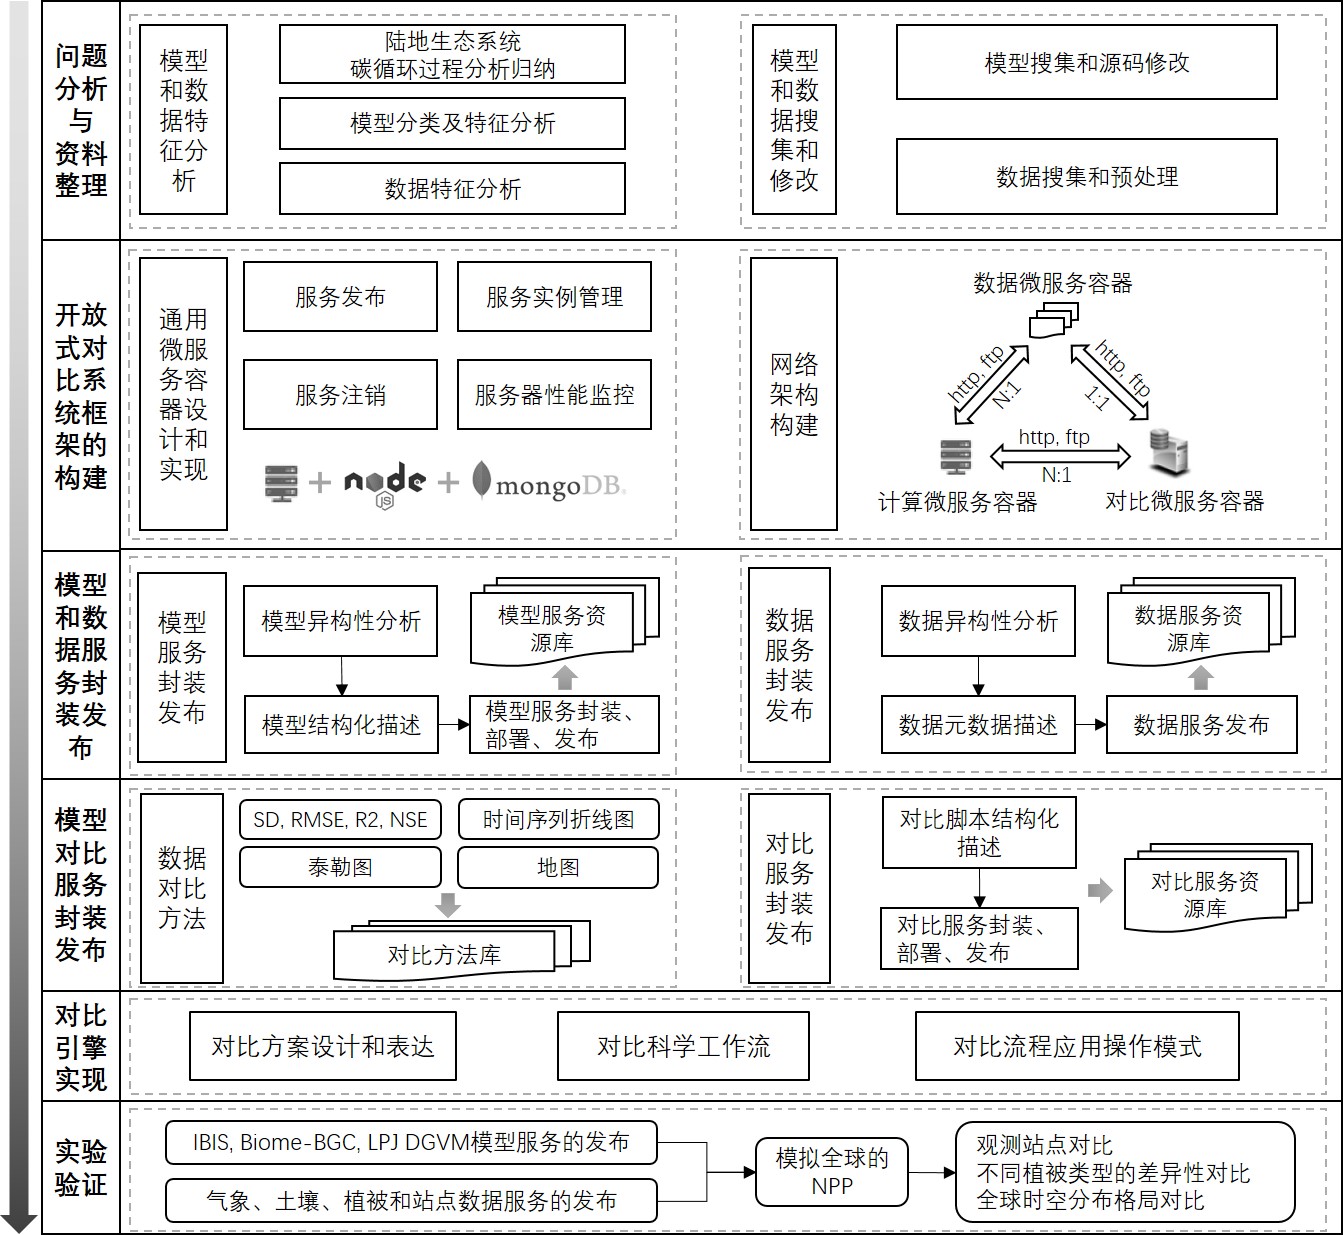 问题
分析
与
资料
整理
模型
和数
据特
征分
析
陆地生态系统
碳循环过程分析归纳
模型分类及特征分析
数据特征分析
模型
和数
据搜
集和
修改
模型搜集和源码修改
数据搜集和预处理
开放
式对
比系
统框
架的
构建
通用
微服
务容
器设
计和
实现
服务发布
服务实例管理
服务注销
服务器性能监控
node
JS
mongoDB
网络
架构
构建
数据微服务容器
http, ftp
N:1
http, ftp
1:1
http, ftp
N:1
计算微服务容器
对比微服务容器
模型
和数
据服
务封
装发
布
模型
服务
封装
发布
模型异构性分析
模型服务资
源库
模型结构化描述
模型服务封装、
部署、发布
数据
服务
封装
发布
数据异构性分析
数据服务资
源库
数据元数据描述
数据服务发布
模型
对比
服务
封装
发布
数据
对比
方法
SD, RMSE, R2, NSE
时间序列折线图
泰勒图
地图
对比方法库
对比
服务
封装
发布
对比脚本结构化
描述
对比服务封装、
部署、发布
对比服务资
源库
对比
引擎
实现
对比方案设计和表达
对比科学工作流
对比流程应用操作模式
实验
验证
IBIS, Biome-BGC, LPJ DGVM模型服务的发布
气象、土壤、植被和站点数据服务的发布
模拟全球的
NPP
观测站点对比
不同植被类型的差异性对比
全球时空分布格局对比